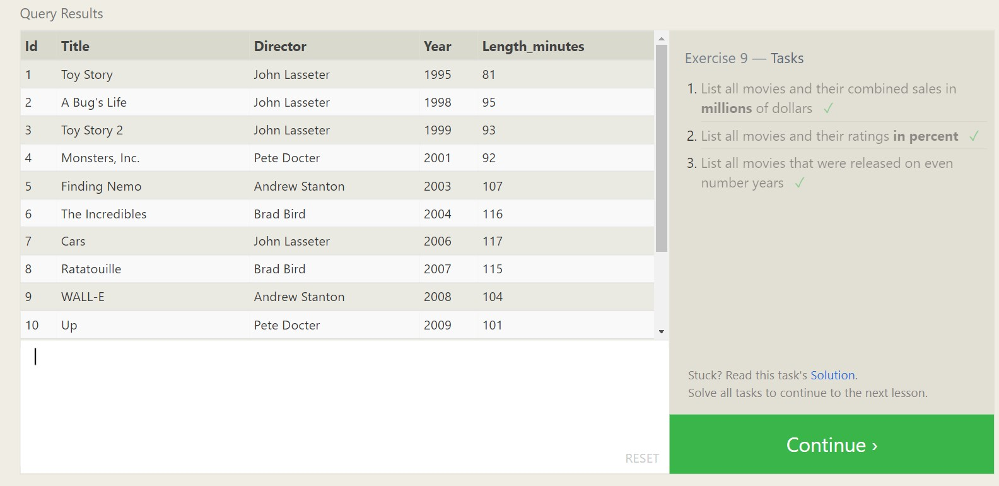 Query Results
Id Title Director Year Length_minutes
1 Toy Story John Lasseter 1995 81
2 A Bug's Life John Lasseter 1998 95
3 Toy Story 2 John Lasseter 1999 93
4 Monsters, Inc. Pete Docter 2001 92
5 Finding Nemo Andrew Stanton 2003 107
6 The Incredibles Brad Bird 2004 116
7 Cars John Lasseter 2006 117
8 Ratatouille Brad Bird 2007 115
9 WALL-E Andrew Stanton 2008 104
10 Up Pete Docter 2009 101
RESET
Exercise 9 — Tasks
1. List all movies and their combined sales in
millions of dollars ✓
2. List all movies and their ratings in percent ✓
3. List all movies that were released on even
number years ✓
Stuck? Read this task's Solution.
Solve all tasks to continue to the next lesson.
Continue ›